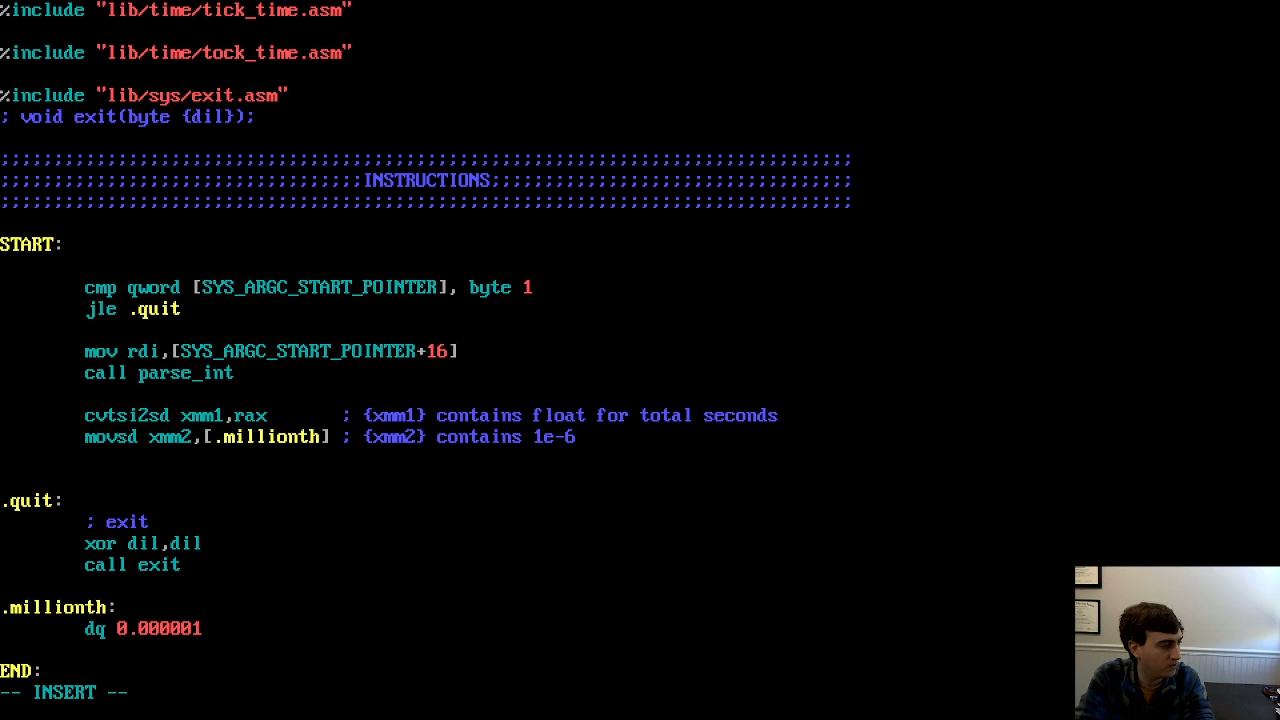 %include "lib/time/tick_time.asm"
%include "lib/time/tock_time.asm"
%include "lib/sys/exit.asm"
; void exit(byte {dil});
;;;;;;;;;;;;;;;;;;;;;;;;;;;;;;;;;;;;;;;;;;;;;;;;;;;;;;;;;;;;;;;;;;;;;;;;;;;;;;;;
;;;;;;;;;;;;;;;;;;;;;;;;;;;;;;;;;;INSTRUCTIONS;;;;;;;;;;;;;;;;;;;;;;;;;;;;;;;;;;
;;;;;;;;;;;;;;;;;;;;;;;;;;;;;;;;;;;;;;;;;;;;;;;;;;;;;;;;;;;;;;;;;;;;;;;;;;;;;;;;
START:
cmp qword [SYS_ARGC_START_POINTER], byte 1
jle .quit
mov rdi,[SYS_ARGC_START_POINTER+16]
call parse_int
cvtsi2sd xmm1,rax ; {xmm1} contains float for total seconds
movsd xmm2,[.millionth] ; {xmm2} contains 1e-6
.quit:
; exit
xor dil,dil
call exit
.millionth:
dq 0.000001
END:
-- INSERT --